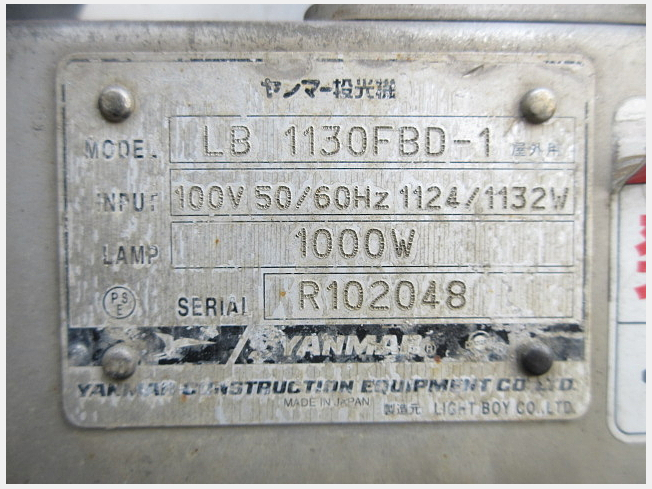 ヤンマー投光機
MODEL LB 1130FBD-1 屋外用
INPUT 100V 50/60Hz 1124/1132W
LAMP 1000W
PS E SERIAL R102048
YANMAR
YANMAR CONSTRUCTION EQUIPMENT CO.,LTD.
MADE IN JAPAN 製造元 LIGHT BOY CO.,LTD.